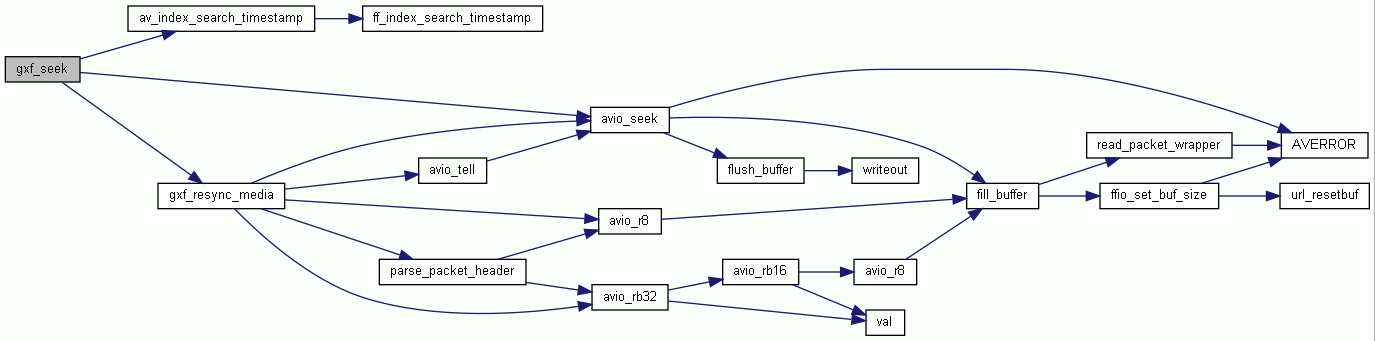 av_index_search_timestamp
ff_index_search_timestamp
gxf_seek
avio_seek
read_packet_wrapper
AVERROR
avio_tell
flush_buffer
writeout
gxf_resync_media
fill_buffer
ffio_set_buf_size
url_resetbuf
avio_r8
parse_packet_header
avio_rb16
avio_r8
avio_rb32
val